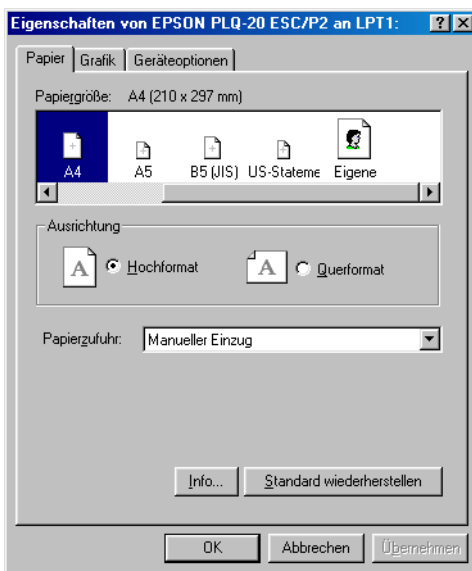 Eigenschaften von EPSON PLQ-20 ESC/P2 an LPT1:
Papier Grafik Geräteoptionen
Papiergröße: A4 (210 x 297 mm)
A4 A5 B5 (JIS) US-Stateme Eigene
Ausrichtung
A Hochformat A Querformat
Papierzufuhr: Manueller Einzug
Info... Standard wiederherstellen
OK Abbrechen Übernehmen